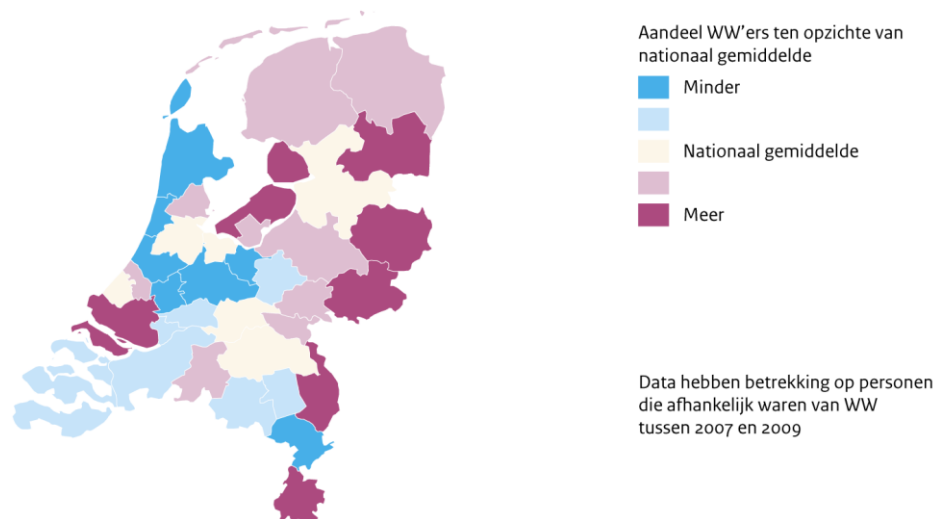 Aandeel WW'ers ten opzichte van
nationaal gemiddelde
Minder
Nationaal gemiddelde
Meer
Data hebben betrekking op personen
die afhankelijk waren van WW
tussen 2007 en 2009